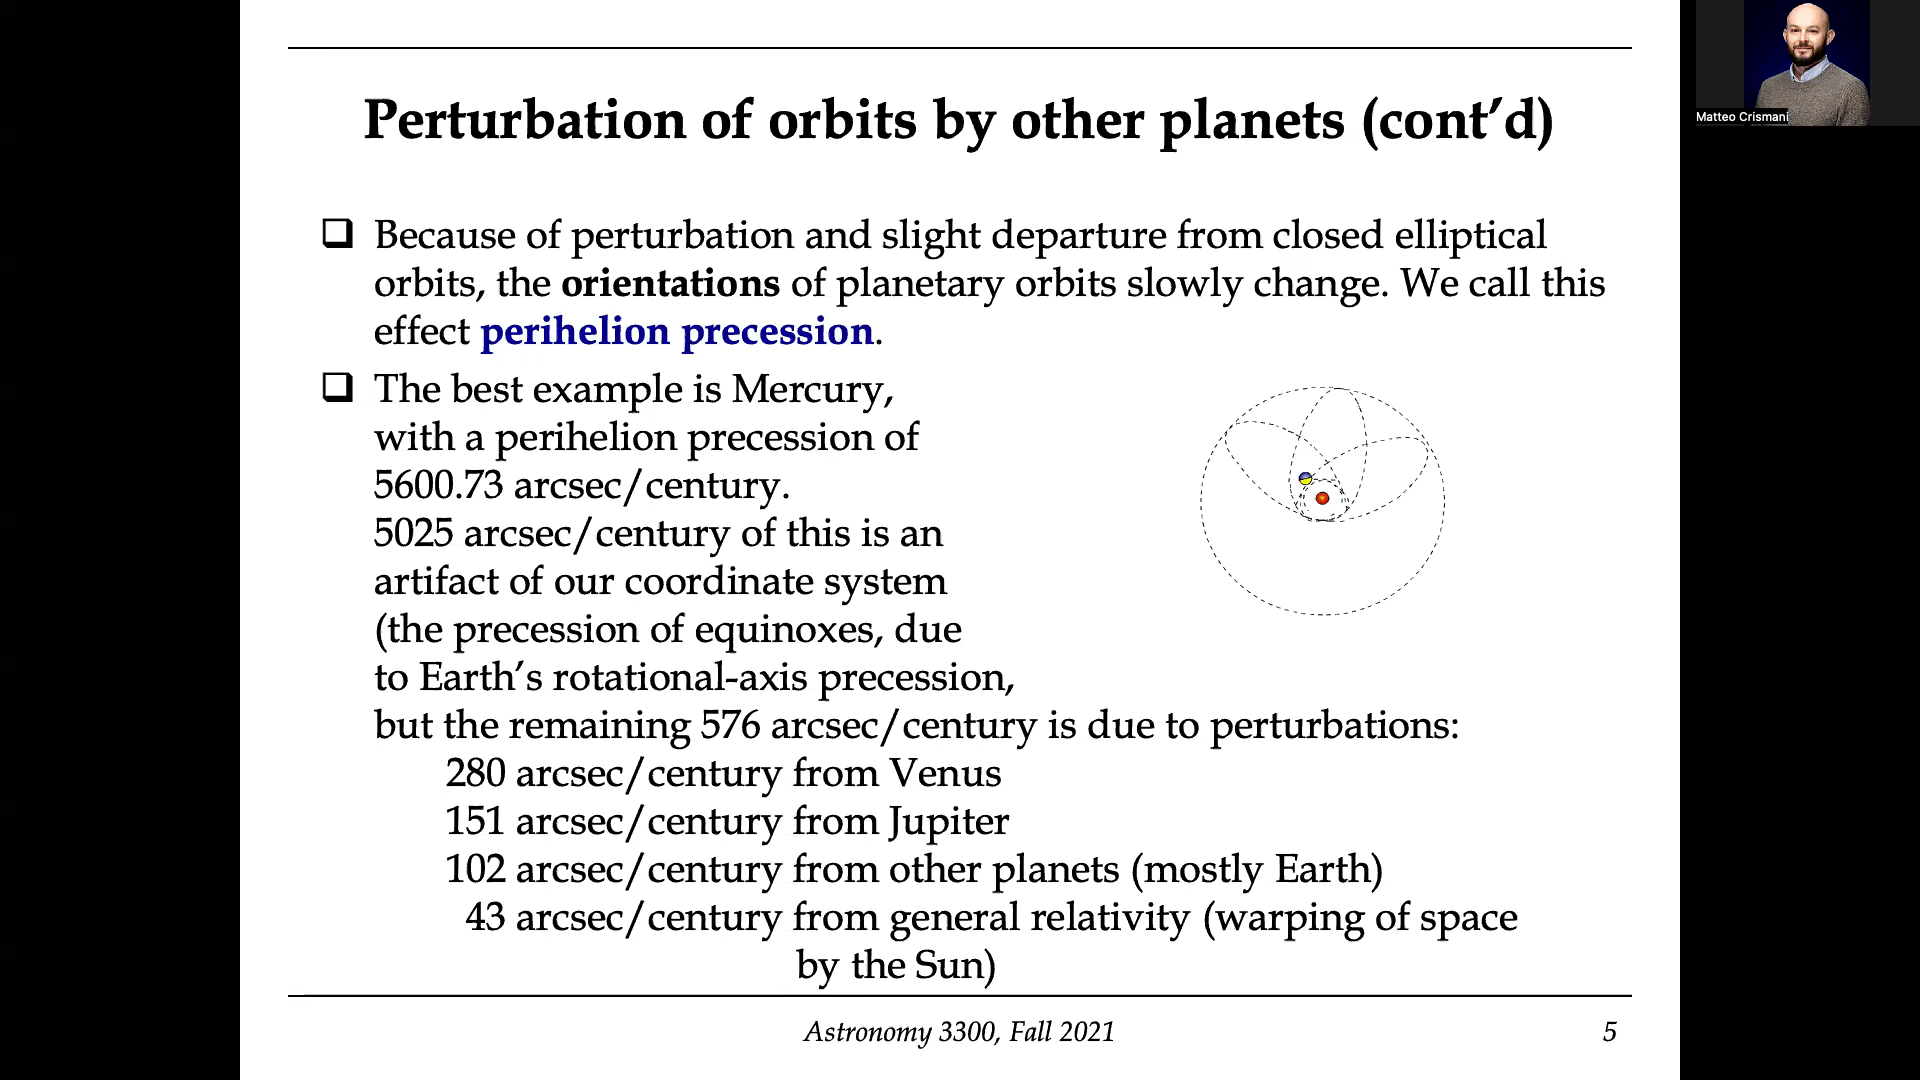 Perturbation of orbits by other planets (cont’d)
Matteo Crismani
❑ Because of perturbation and slight departure from closed elliptical
orbits, the orientations of planetary orbits slowly change. We call this
effect perihelion precession.
❑ The best example is Mercury,
with a perihelion precession of
5600.73 arcsec/century.
5025 arcsec/century of this is an
artifact of our coordinate system
(the precession of equinoxes, due
to Earth’s rotational-axis precession,
but the remaining 576 arcsec/century is due to perturbations:
280 arcsec/century from Venus
151 arcsec/century from Jupiter
102 arcsec/century from other planets (mostly Earth)
43 arcsec/century from general relativity (warping of space
by the Sun)
Astronomy 3300, Fall 2021
5